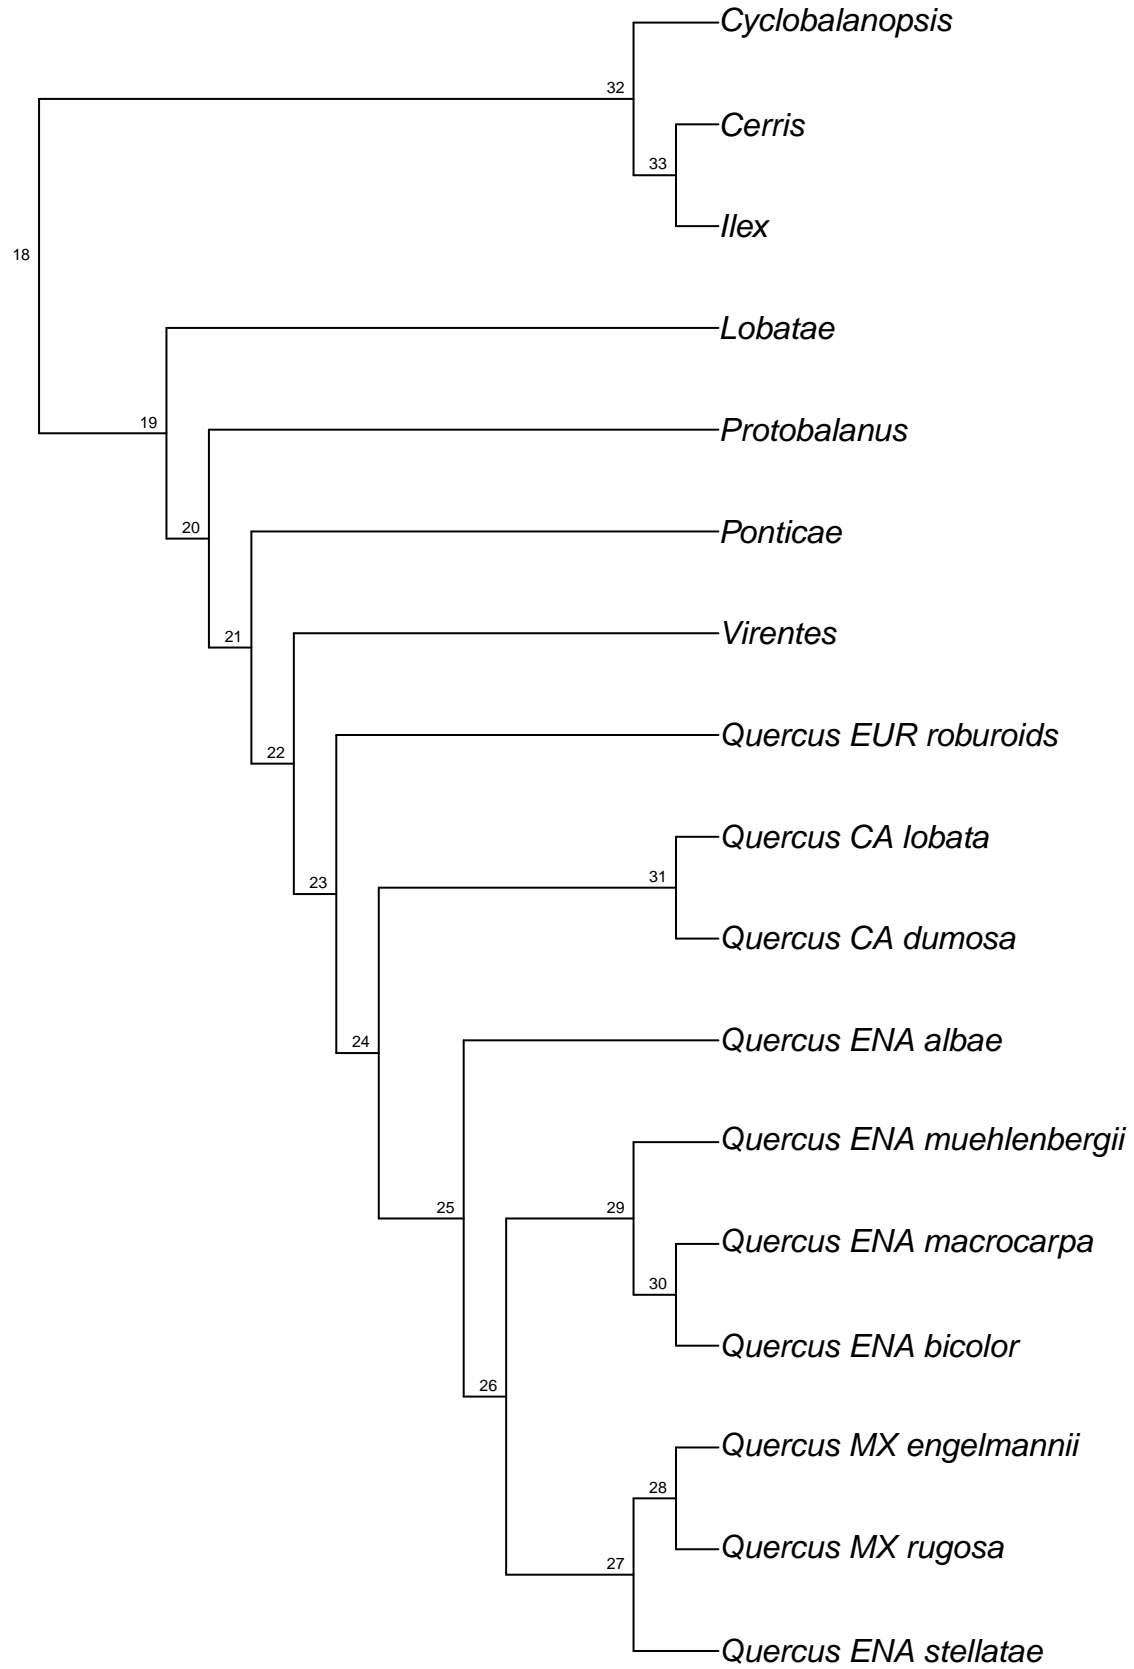 Cyclobalanopsis
32
Cerris
33
Ilex
18
Lobatae
19
Protobalanus
20
Ponticae
21
Virentes
22
Quercus EUR roburoids
Quercus CA lobata
31
23
Quercus CA dumosa
24
Quercus ENA albae
Quercus ENA muehlenbergii
25
29
Quercus ENA macrocarpa
30
Quercus ENA bicolor
26
Quercus MX engelmannii
28
Quercus MX rugosa
27
Quercus ENA stellatae